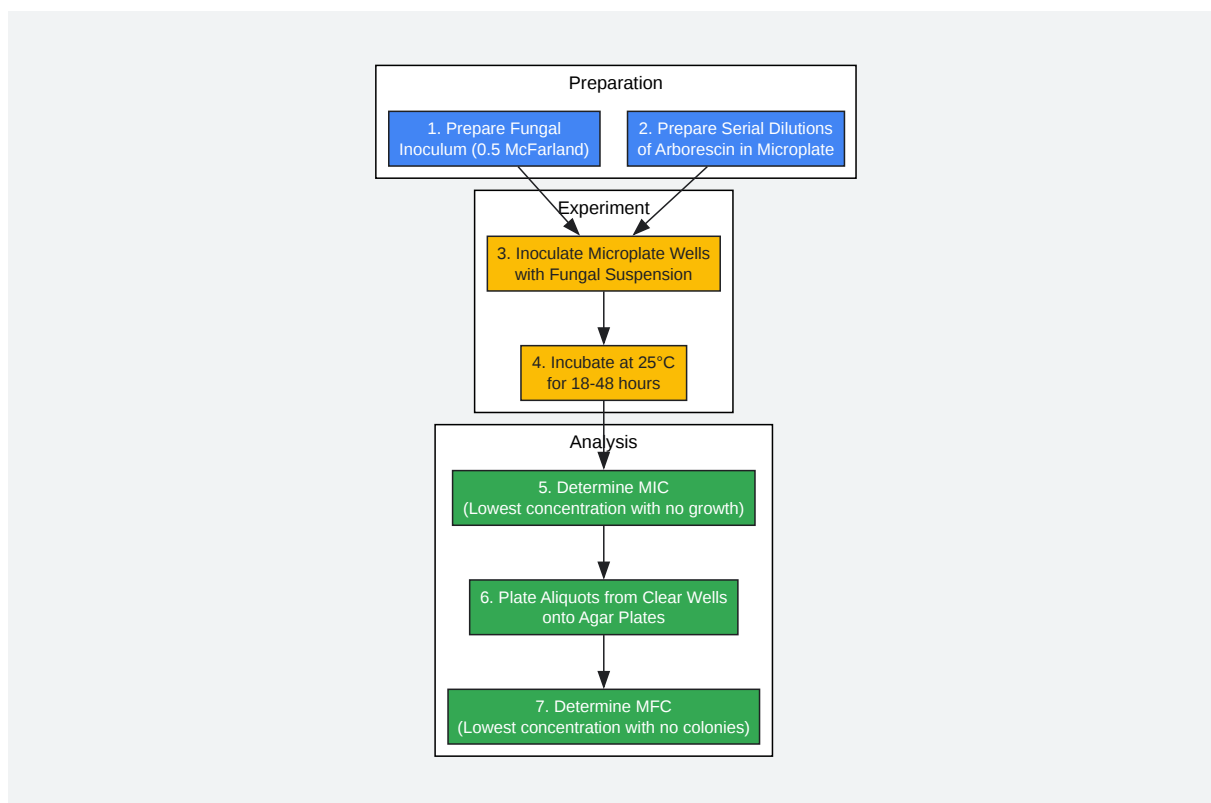 Preparation
1. Prepare Fungal
Inoculum (0.5 McFarland)
2. Prepare Serial Dilutions
of Arborescin in Microplate
Experiment
3. Inoculate Microplate Wells
with Fungal Suspension
4. Incubate at 25°C
for 18-48 hours
Analysis
5. Determine MIC
(Lowest concentration with no growth)
6. Plate Aliquots from Clear Wells
onto Agar Plates
7. Determine MFC
(Lowest concentration with no colonies)